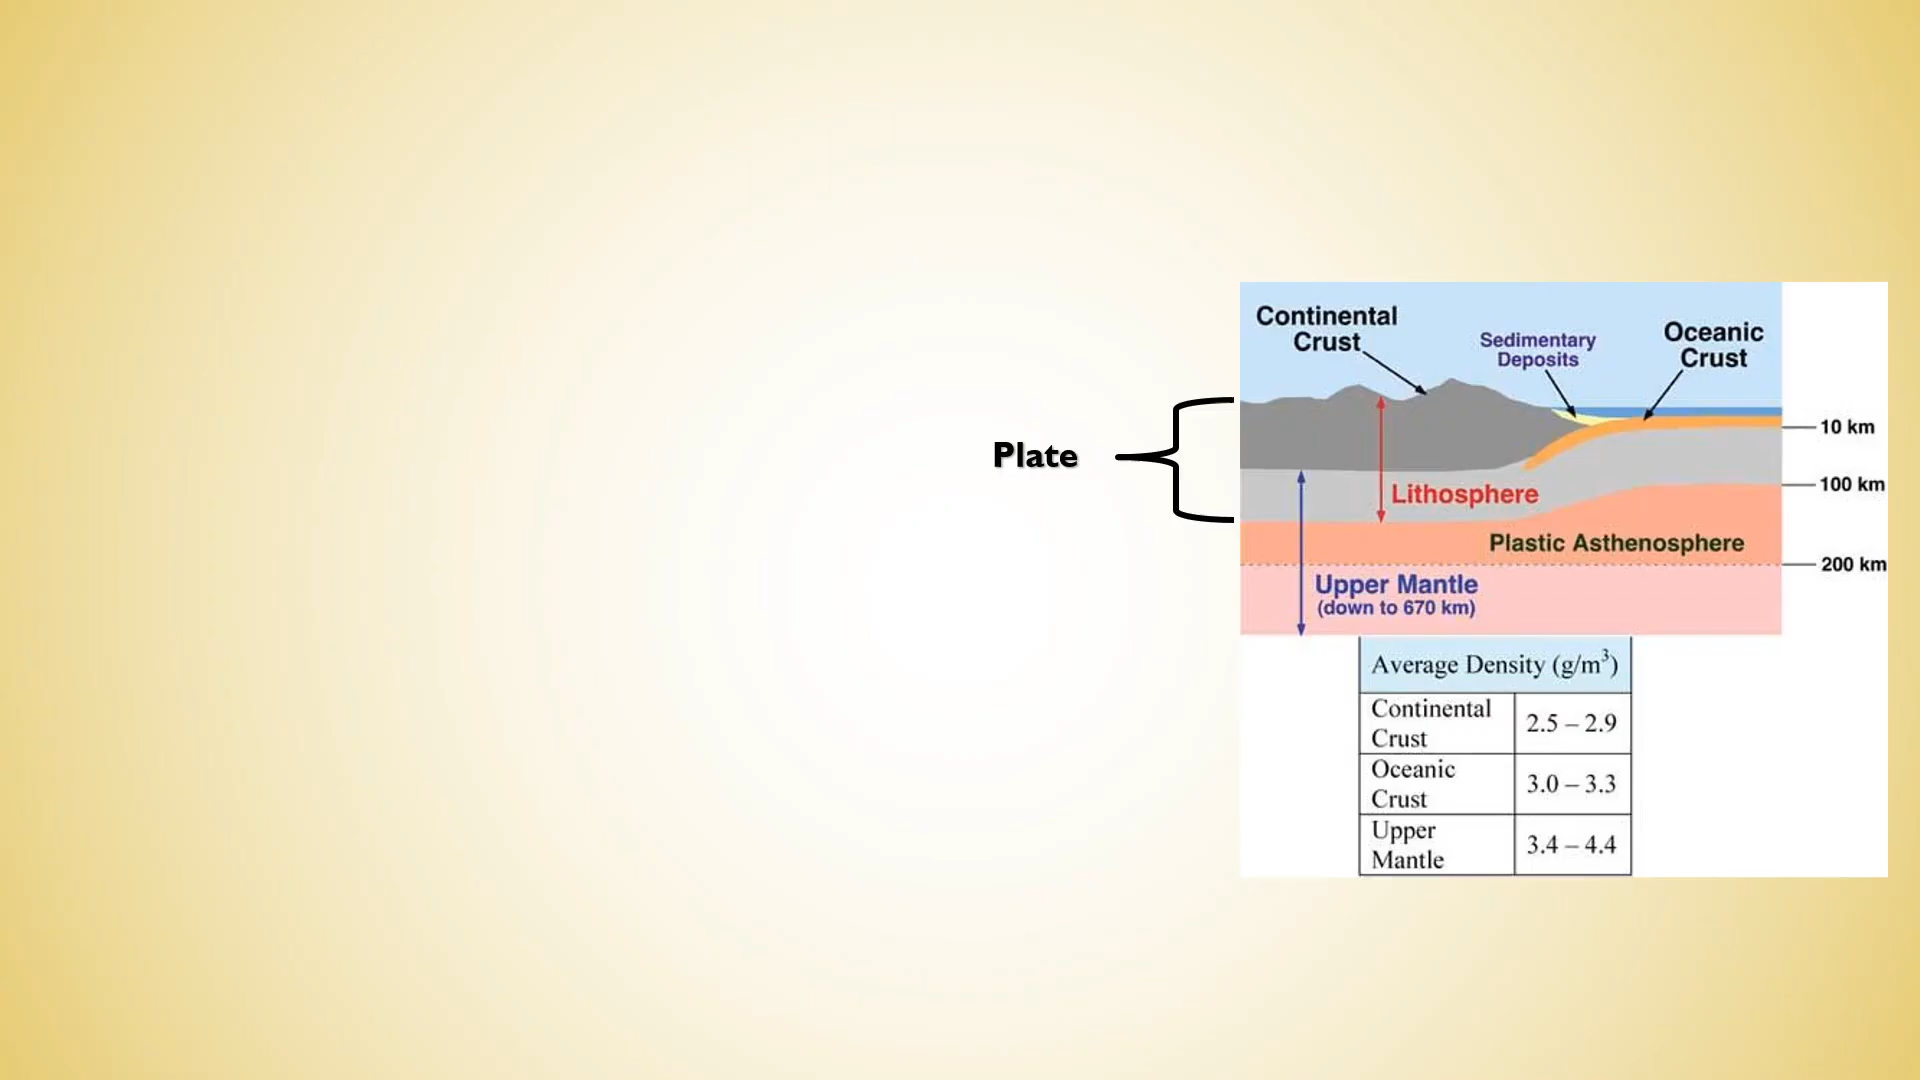 Continental
Crust
Sedimentary
Deposits
Oceanic
Crust
10 km
Plate
100 km
Lithosphere
Plastic Asthenosphere
200 km
Upper Mantle
(down to 670 km)
Average Density (g/m³)
Continental
Crust
2.5 – 2.9
Oceanic
Crust
3.0 – 3.3
Upper
Mantle
3.4 – 4.4